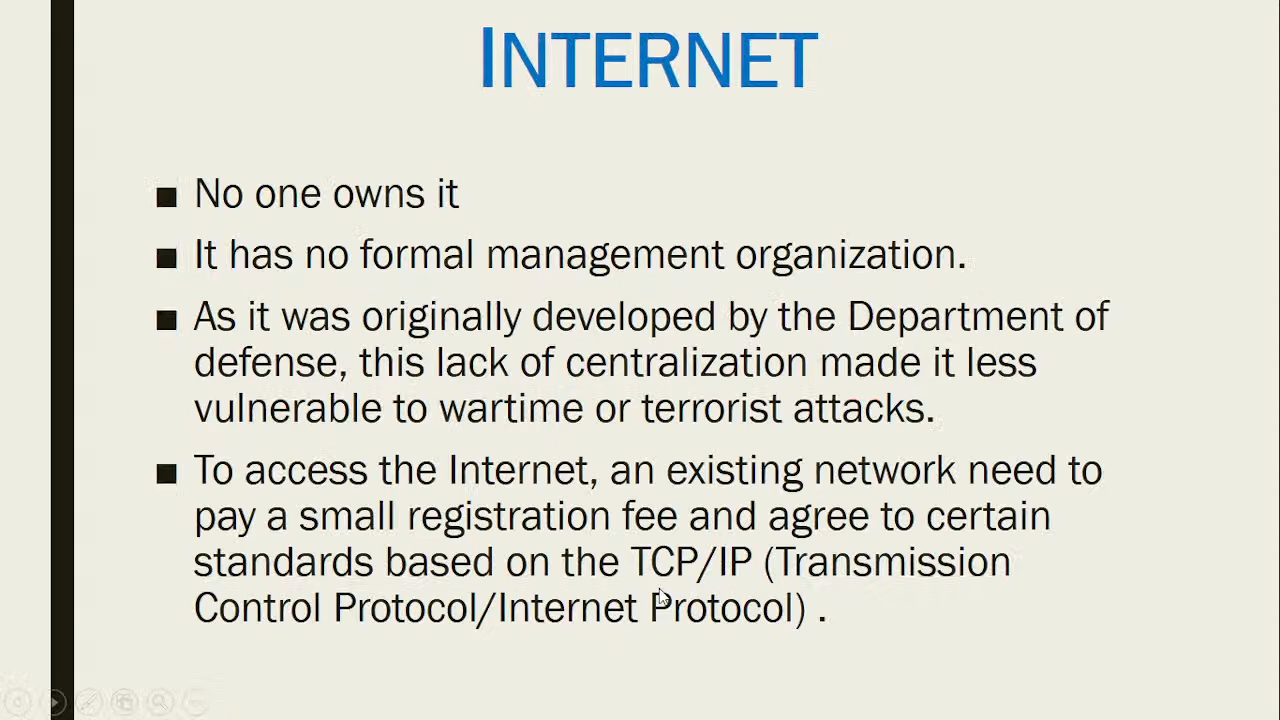 INTERNET
■ No one owns it
■ It has no formal management organization.
■ As it was originally developed by the Department of
defense, this lack of centralization made it less
vulnerable to wartime or terrorist attacks.
■ To access the Internet, an existing network need to
pay a small registration fee and agree to certain
standards based on the TCP/IP (Transmission
Control Protocol/Internet Protocol) .